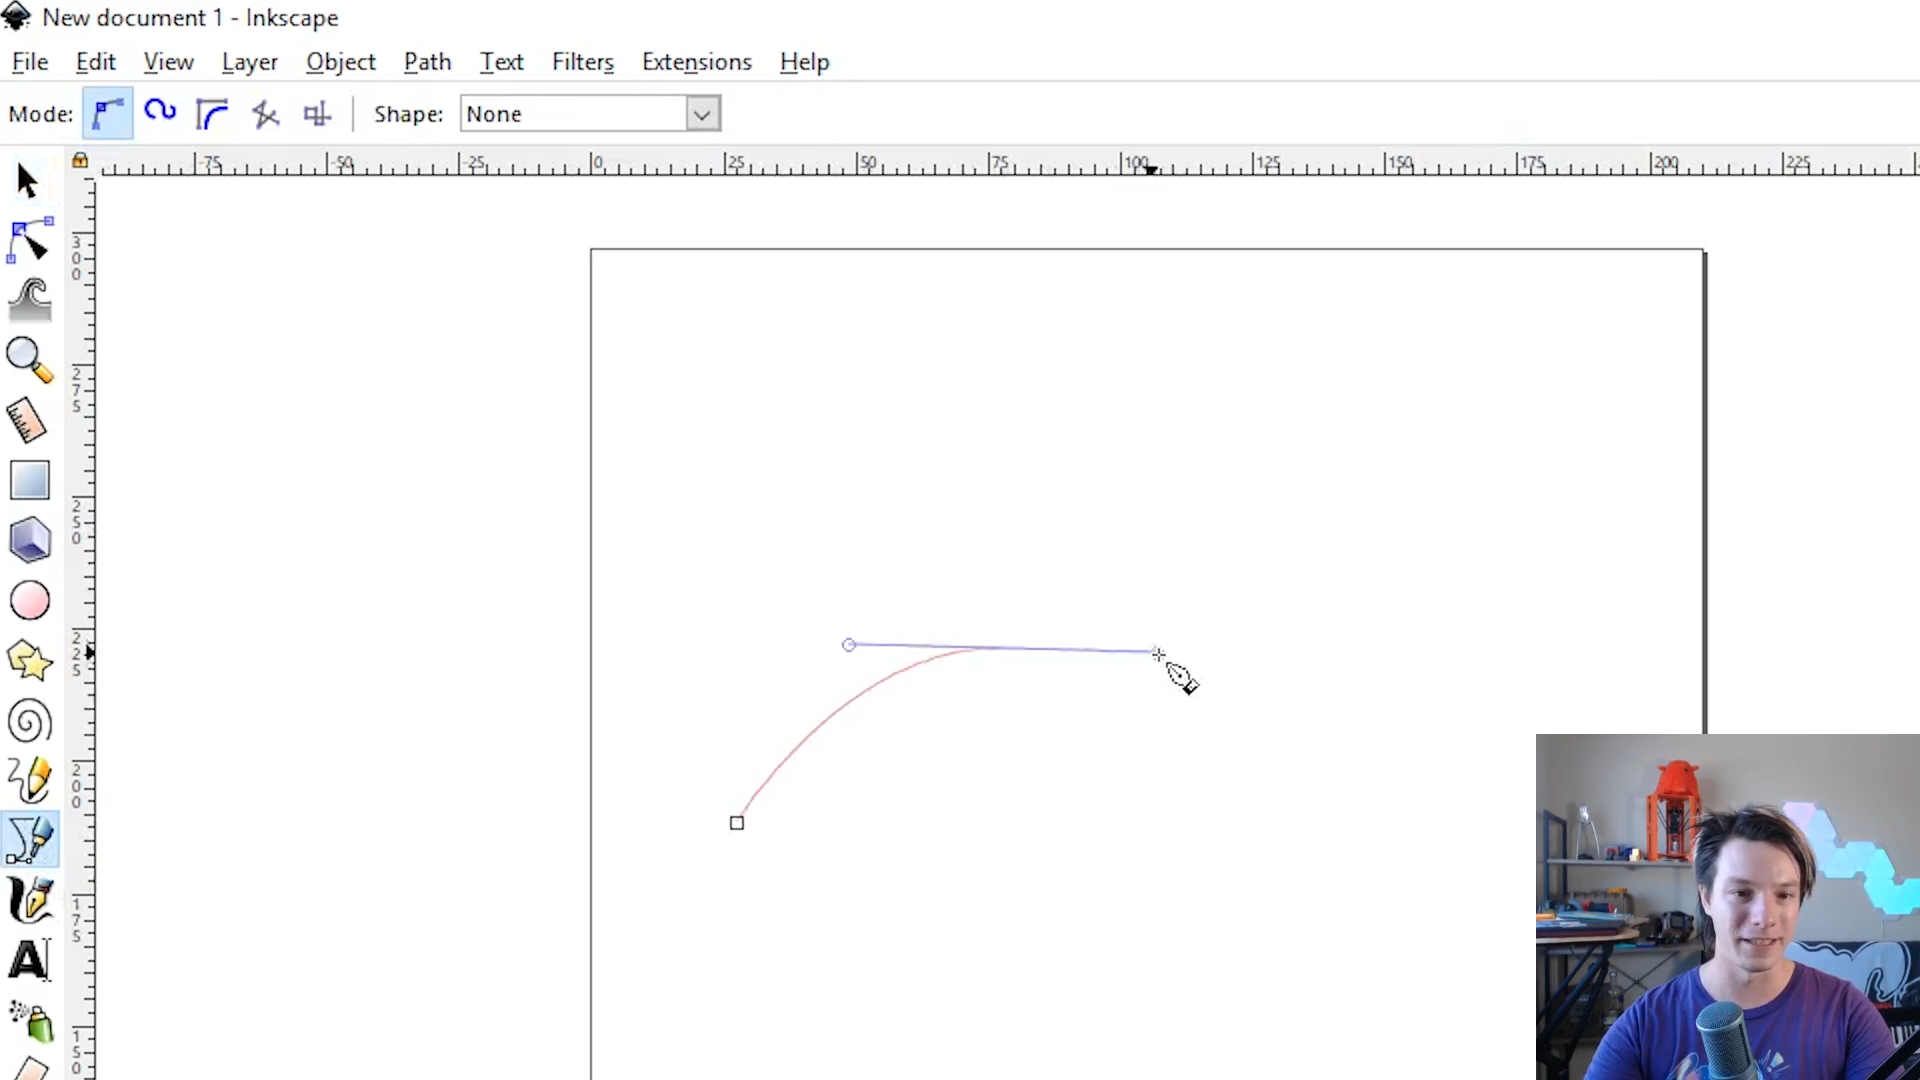 New document 1 - Inkscape
File Edit View Layer Object Path Text Filters Extensions Help
Mode: Shape: None
-75 -50 -25 0 25 50 75 100 125 150 175 200 225
300
275
250
225
200
175
150